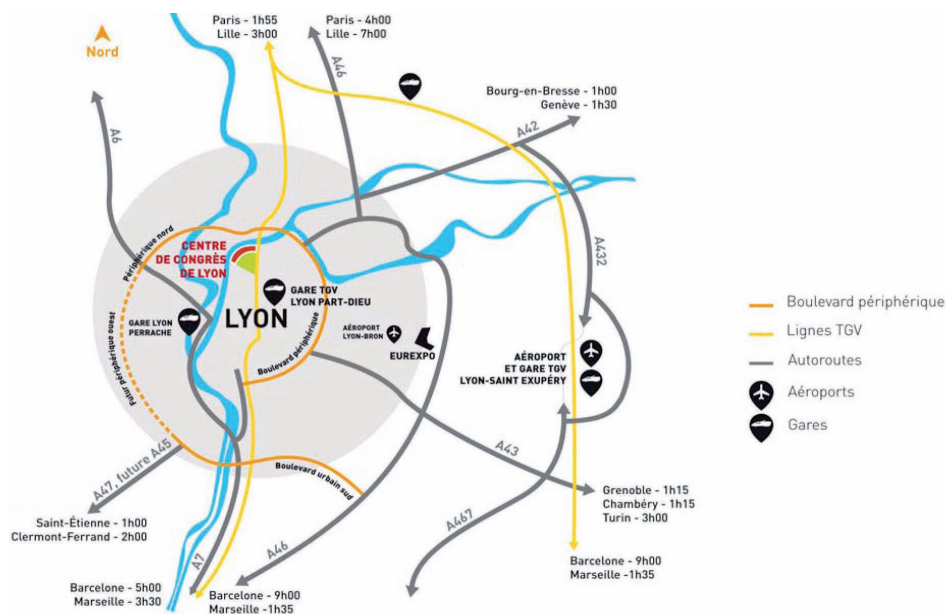 Nord
Paris - 1h55
Lille - 3h00
Paris - 4h00
Lille - 7h00
A46
A6
Bourg-en-Bresse - 1h00
Genève - 1h30
A42
A432
Périphérique nord
CENTRE
DE CONGRÈS
DE LYON
GARE TGV
LYON PART-DIEU
GARE LYON
PERRACHE
LYON
Boulevard périphérique
AÉROPORT
LYON-BRON
EUREXPO
Futur périphérique ouest
AÉROPORT
ET GARE TGV
LYON-SAINT EXUPÉRY
Boulevard périphérique
Lignes TGV
Autoroutes
Aéroports
Gares
A47, future A45
Boulevard urbain sud
A43
Saint-Étienne - 1h00
Clermont-Ferrand - 2h00
Grenoble - 1h15
Chambéry - 1h15
Turin - 3h00
A7
A46
A467
Barcelone - 5h00
Marseille - 3h30
Barcelone - 9h00
Marseille -1h35
Barcelone - 9h00
Marseille -1h35